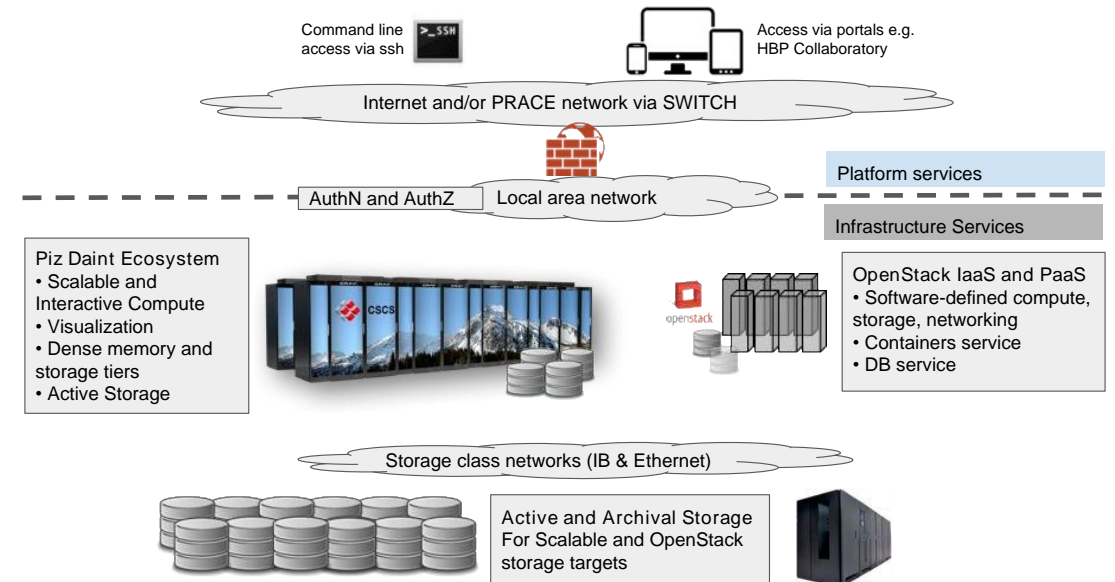 Command line
access via ssh
>_SSH
Access via portals e.g.
HBP Collaboratory
Internet and/or PRACE network via SWITCH
Platform services
AuthN and AuthZ
Local area network
Infrastructure Services
Piz Daint Ecosystem
• Scalable and
Interactive Compute
• Visualization
• Dense memory and
storage tiers
• Active Storage
CSCS
openstack
OpenStack IaaS and PaaS
• Software-defined compute,
storage, networking
• Containers service
• DB service
Storage class networks (IB & Ethernet)
Active and Archival Storage
For Scalable and OpenStack
storage targets